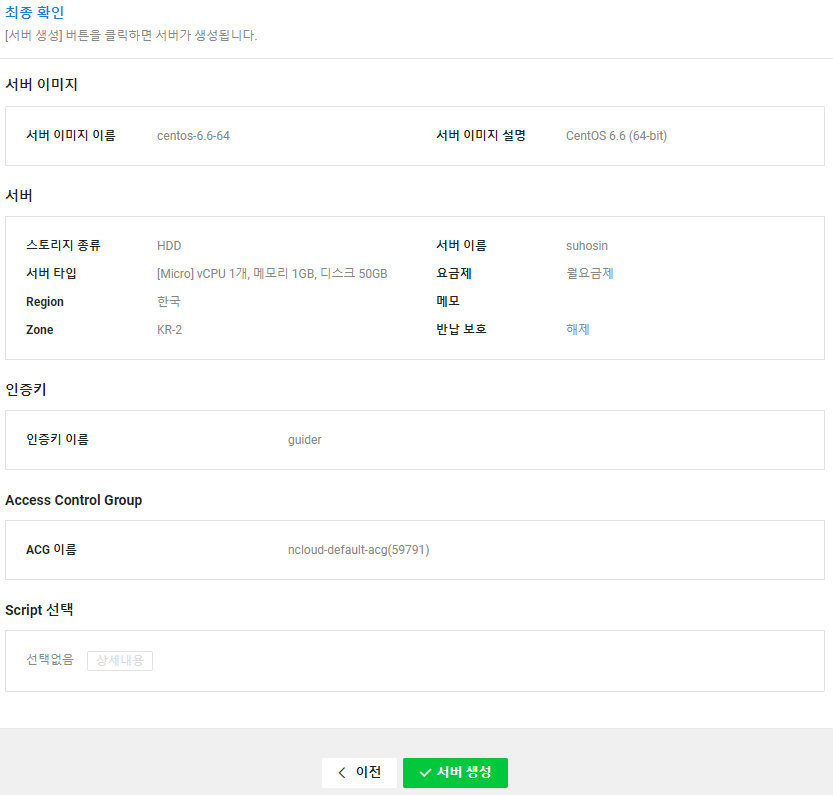 최종 확인
[서버 생성] 버튼을 클릭하면 서버가 생성됩니다.
서버 이미지
서버 이미지 이름 centos-6.6-64 서버 이미지 설명 CentOS 6.6 (64-bit)
서버
스토리지 종류 HDD 서버 이름 suhosin
서버 타입 [Micro] vCPU 1개, 메모리 1GB, 디스크 50GB 요금제 월요금제
Region 한국 메모
Zone KR-2 반납 보호 해제
인증키
인증키 이름 guider
Access Control Group
ACG 이름 ncloud-default-acg(59791)
Script 선택
선택없음 상세내용
이전 서버 생성